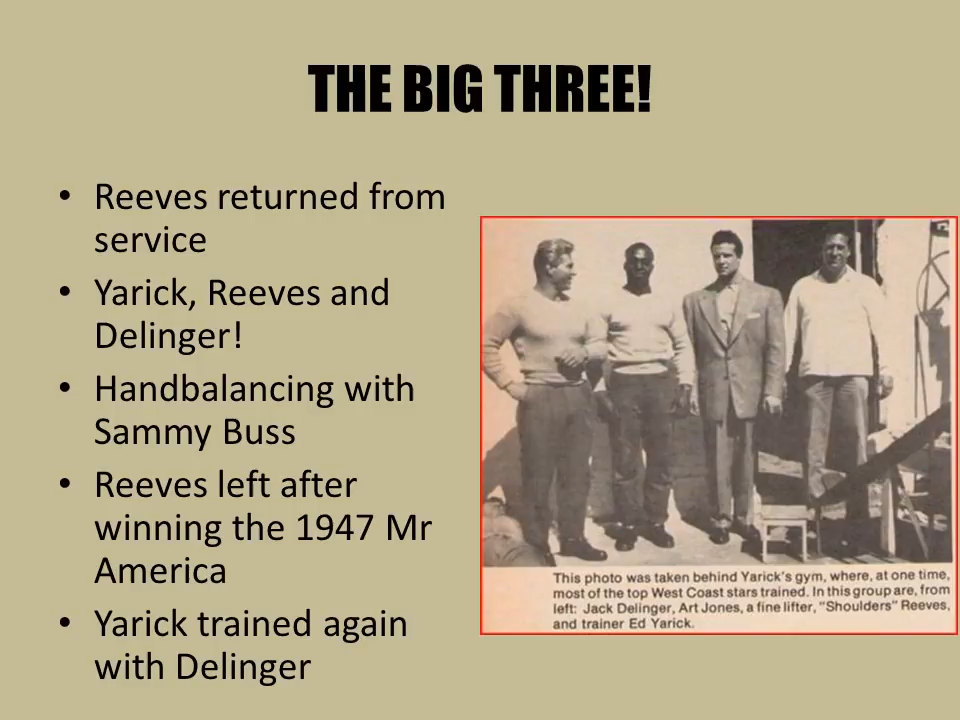 THE BIG THREE!
• Reeves returned from
service
• Yarick, Reeves and
Delinger!
• Handbalancing with
Sammy Buss
• Reeves left after
winning the 1947 Mr
America
• Yarick trained again
with Delinger
This photo was taken behind Yarick's gym, where, at one time,
most of the top West Coast stars trained. In this group are, from
left: Jack Delinger, Art Jones, a fine lifter, "Shoulders" Reeves,
and trainer Ed Yarick.